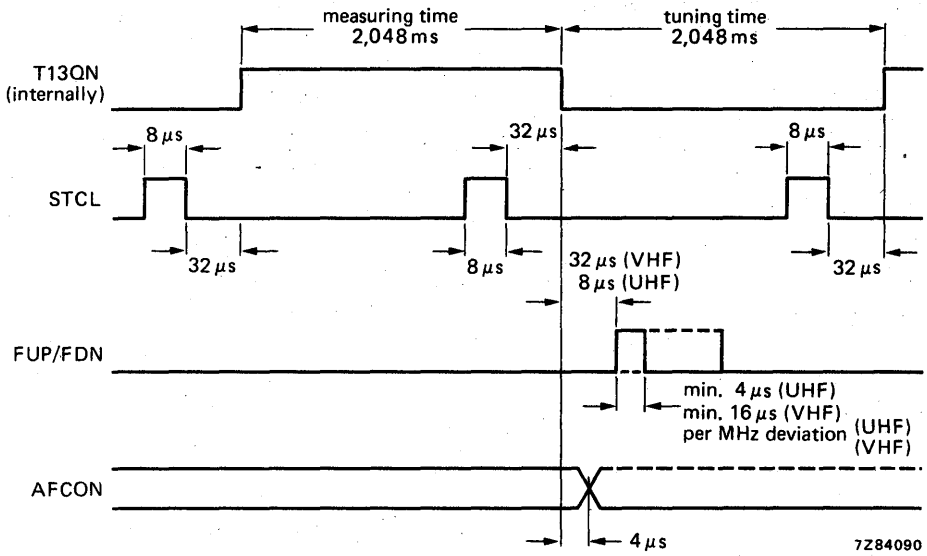 measuring time
2,048 ms
tuning time
2,048 ms
T13QN
(internally)
8 μs
32 μs
8 μs
STCL
32 μs
8 μs
32 μs (VHF)
8 μs (UHF)
32 μs
FUP/FDN
min. 4 μs (UHF)
min. 16 μs (VHF)
per MHz deviation (UHF)
(VHF)
AFCON
4 μs
7Z84090